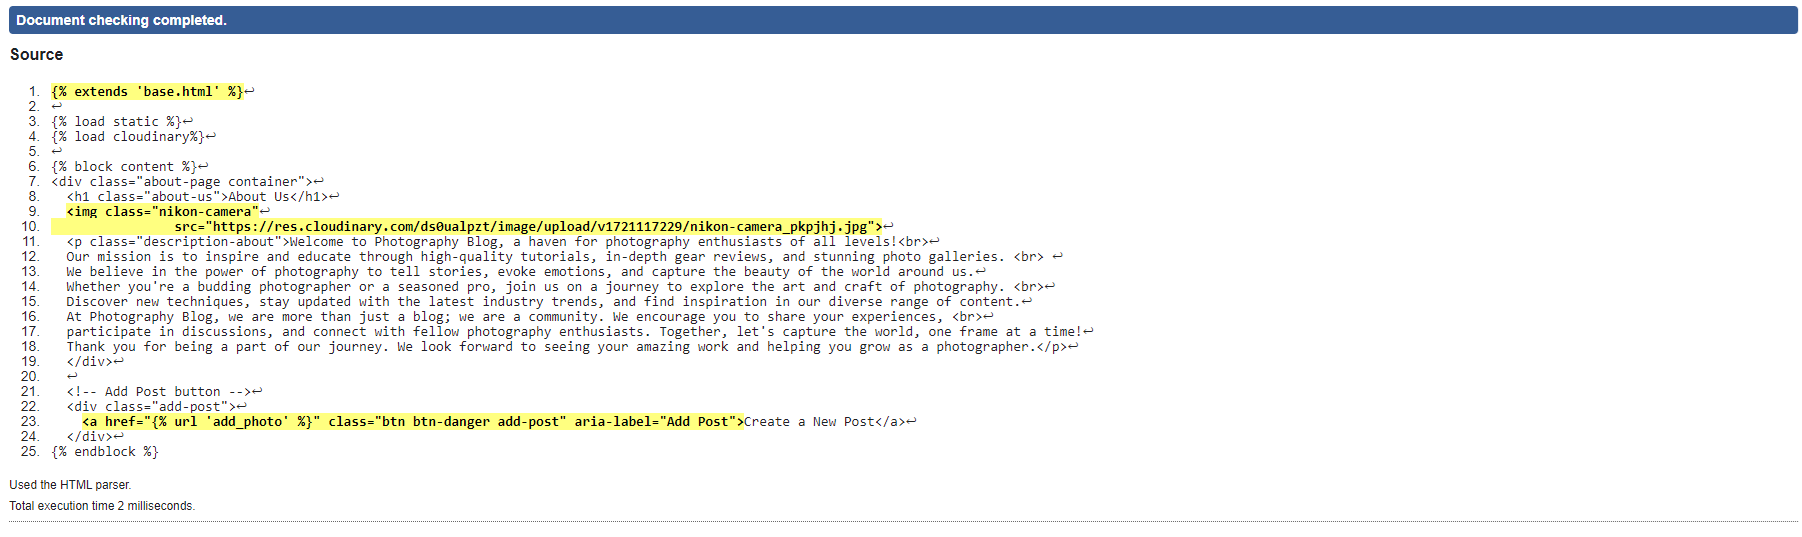 Document checking completed.
Source
1. {% extends 'base.html' %}↩
2. ↩
3. {% load static %}↩
4. {% load cloudinary%}↩
5. ↩
6. {% block content %}↩
7. <div class="about-page container">↩
8. <h1 class="about-us">About Us</h1>↩
9. <img class="nikon-camera"↩
10. src="https://res.cloudinary.com/ds0ualpzt/image/upload/v1721117229/nikon-camera_pkpjhj.jpg">↩
11. <p class="description-about">Welcome to Photography Blog, a haven for photography enthusiasts of all levels!<br>↩
12. Our mission is to inspire and educate through high-quality tutorials, in-depth gear reviews, and stunning photo galleries. <br> ↩
13. We believe in the power of photography to tell stories, evoke emotions, and capture the beauty of the world around us.↩
14. Whether you're a budding photographer or a seasoned pro, join us on a journey to explore the art and craft of photography. <br>↩
15. Discover new techniques, stay updated with the latest industry trends, and find inspiration in our diverse range of content.↩
16. At Photography Blog, we are more than just a blog; we are a community. We encourage you to share your experiences, <br>↩
17. participate in discussions, and connect with fellow photography enthusiasts. Together, let's capture the world, one frame at a time!↩
18. Thank you for being a part of our journey. We look forward to seeing your amazing work and helping you grow as a photographer.</p>↩
19. </div>↩
20. ↩
21. <!-- Add Post button -->↩
22. <div class="add-post">↩
23. <a href="{% url 'add_photo' %}" class="btn btn-danger add-post" aria-label="Add Post">Create a New Post</a>↩
24. </div>↩
25. {% endblock %}
Used the HTML parser.
Total execution time 2 milliseconds.